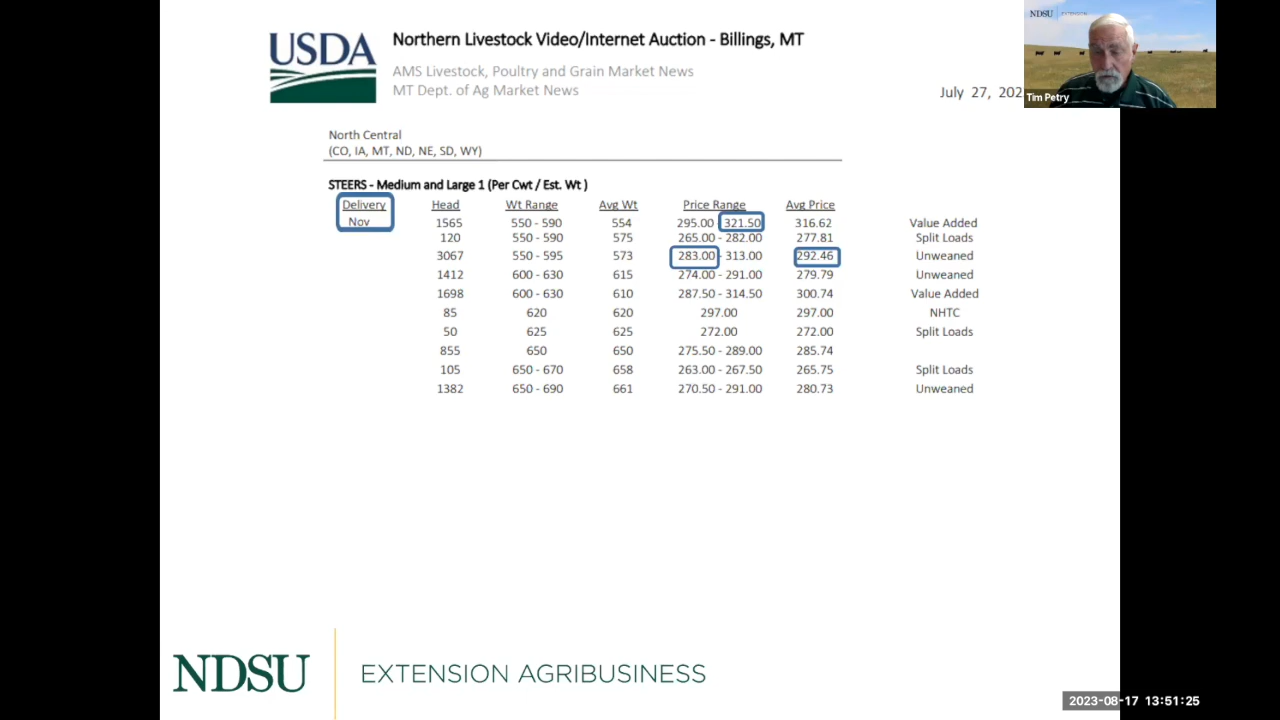 USDA
Northern Livestock Video/Internet Auction - Billings, MT
AMS Livestock, Poultry and Grain Market News
MT Dept. of Ag Market News
July 27, 202
NDSU EXTENSION
Tim Petry
North Central
(CO, IA, MT, ND, NE, SD, WY)
STEERS - Medium and Large 1 (Per Cwt / Est. Wt )
Delivery Head Wt Range Avg Wt Price Range Avg Price
Nov 1565 550 - 590 554 295.00 - 321.50 316.62 Value Added
120 550 - 590 575 265.00 - 282.00 277.81 Split Loads
3067 550 - 595 573 283.00 - 313.00 292.46 Unweaned
1412 600 - 630 615 274.00 - 291.00 279.79 Unweaned
1698 600 - 630 610 287.50 - 314.50 300.74 Value Added
85 620 620 297.00 297.00 NHTC
50 625 625 272.00 272.00 Split Loads
855 650 650 275.50 - 289.00 285.74
105 650 - 670 658 263.00 - 267.50 265.75 Split Loads
1382 650 - 690 661 270.50 - 291.00 280.73 Unweaned
NDSU EXTENSION AGRIBUSINESS
2023-08-17 13:51:25